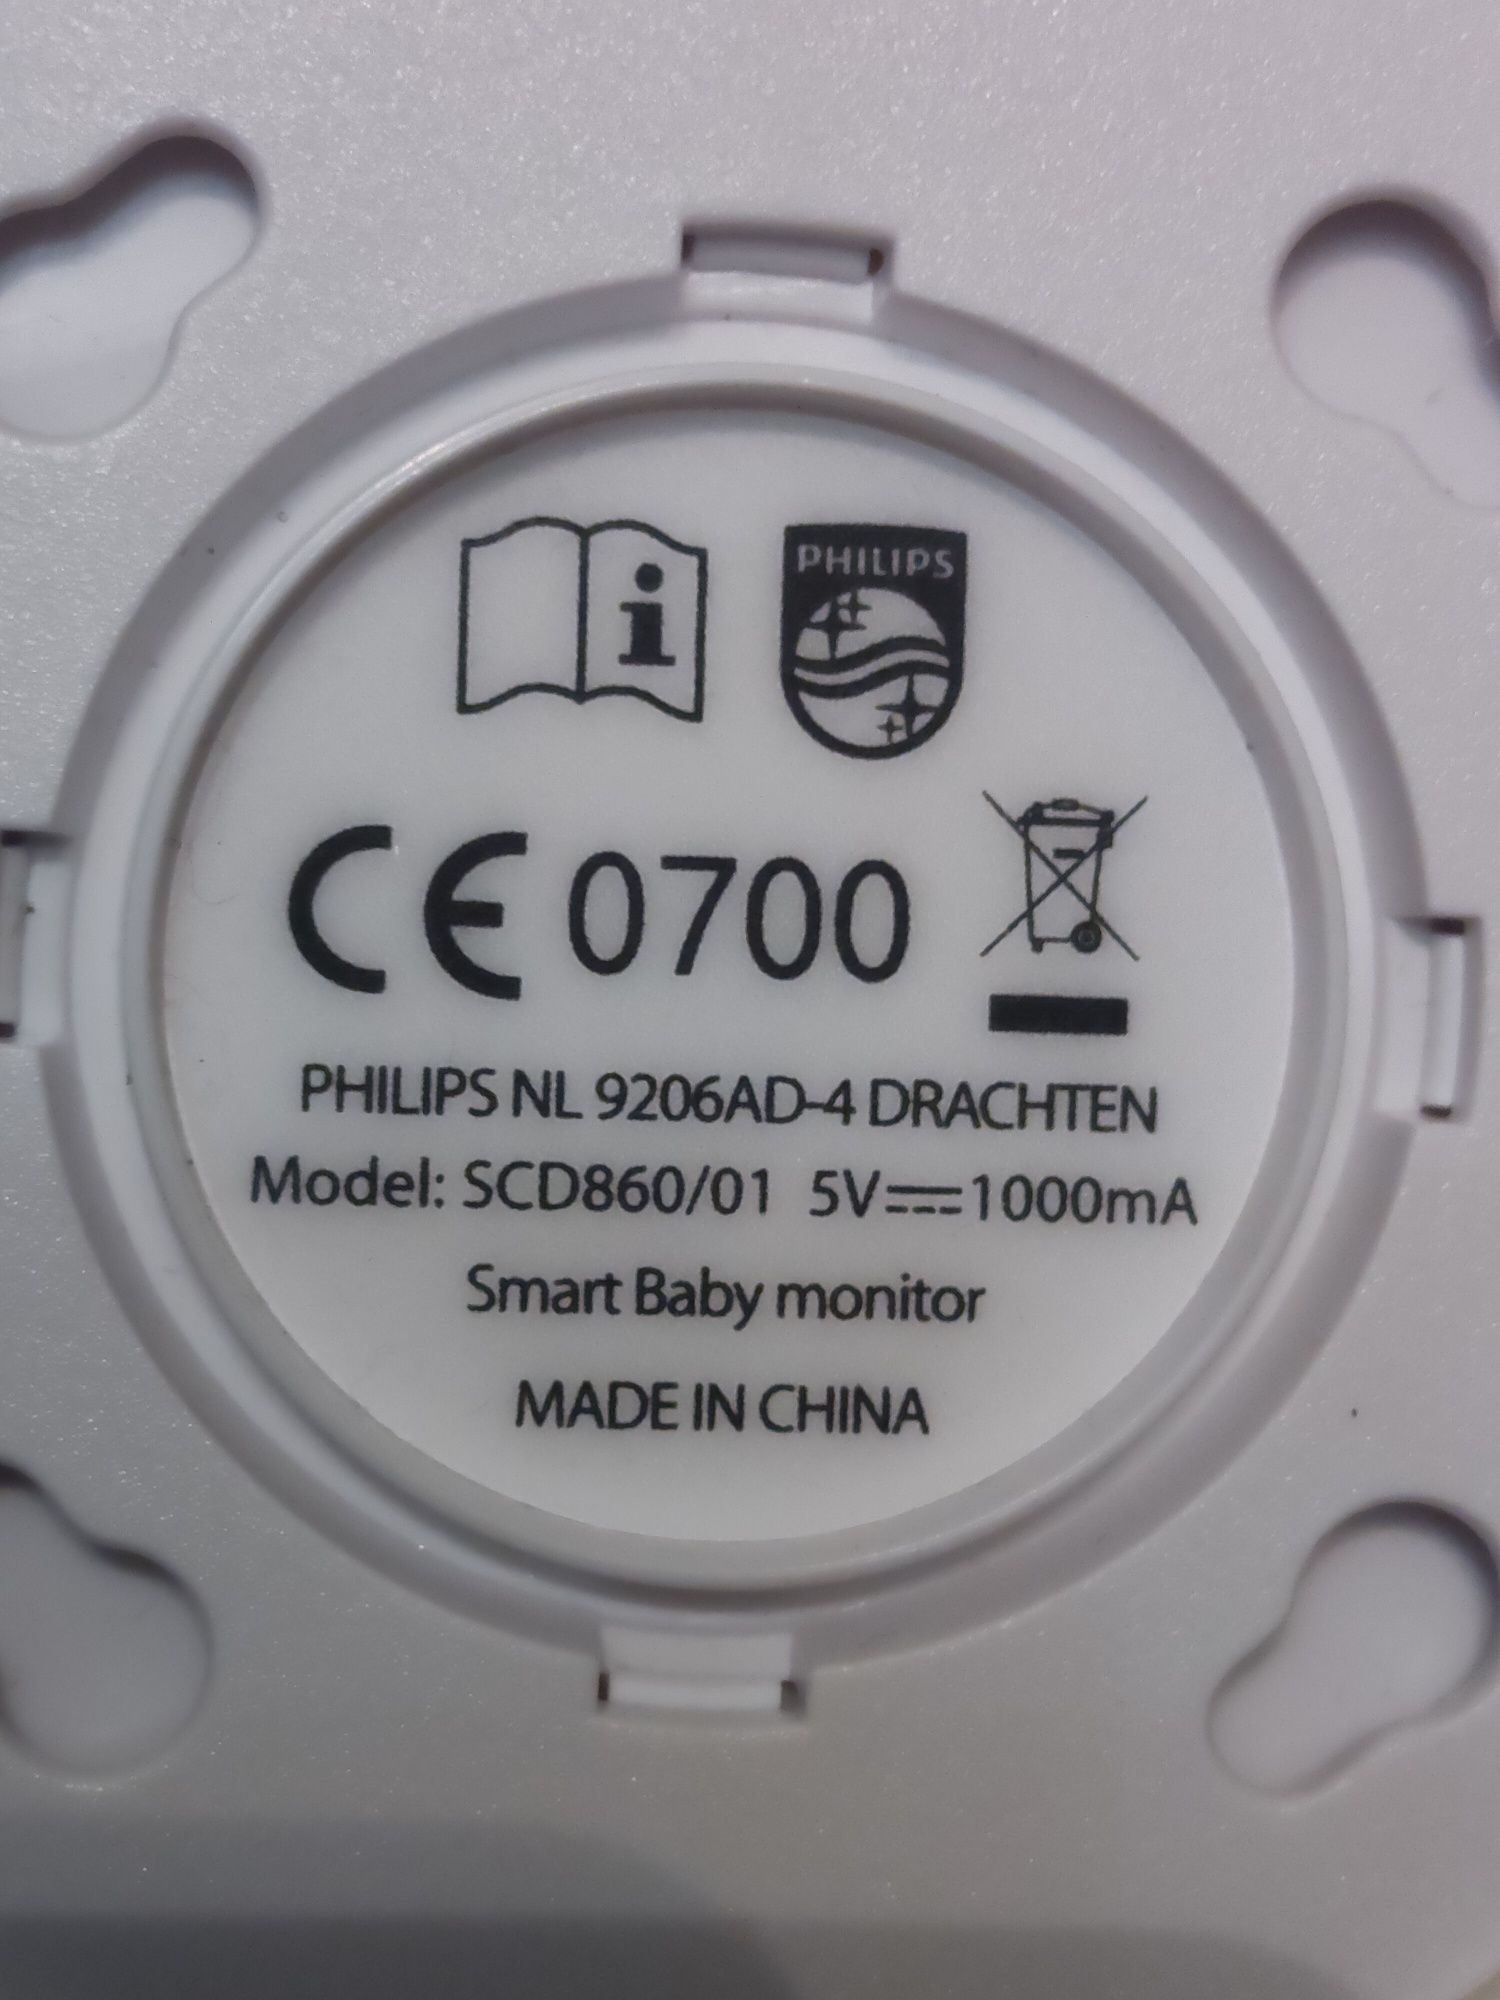 i
PHILIPS
CE 0700
PHILIPS NL 9206AD-4 DRACHTEN
Model: SCD860/01 5V⎓1000mA
Smart Baby monitor
MADE IN CHINA